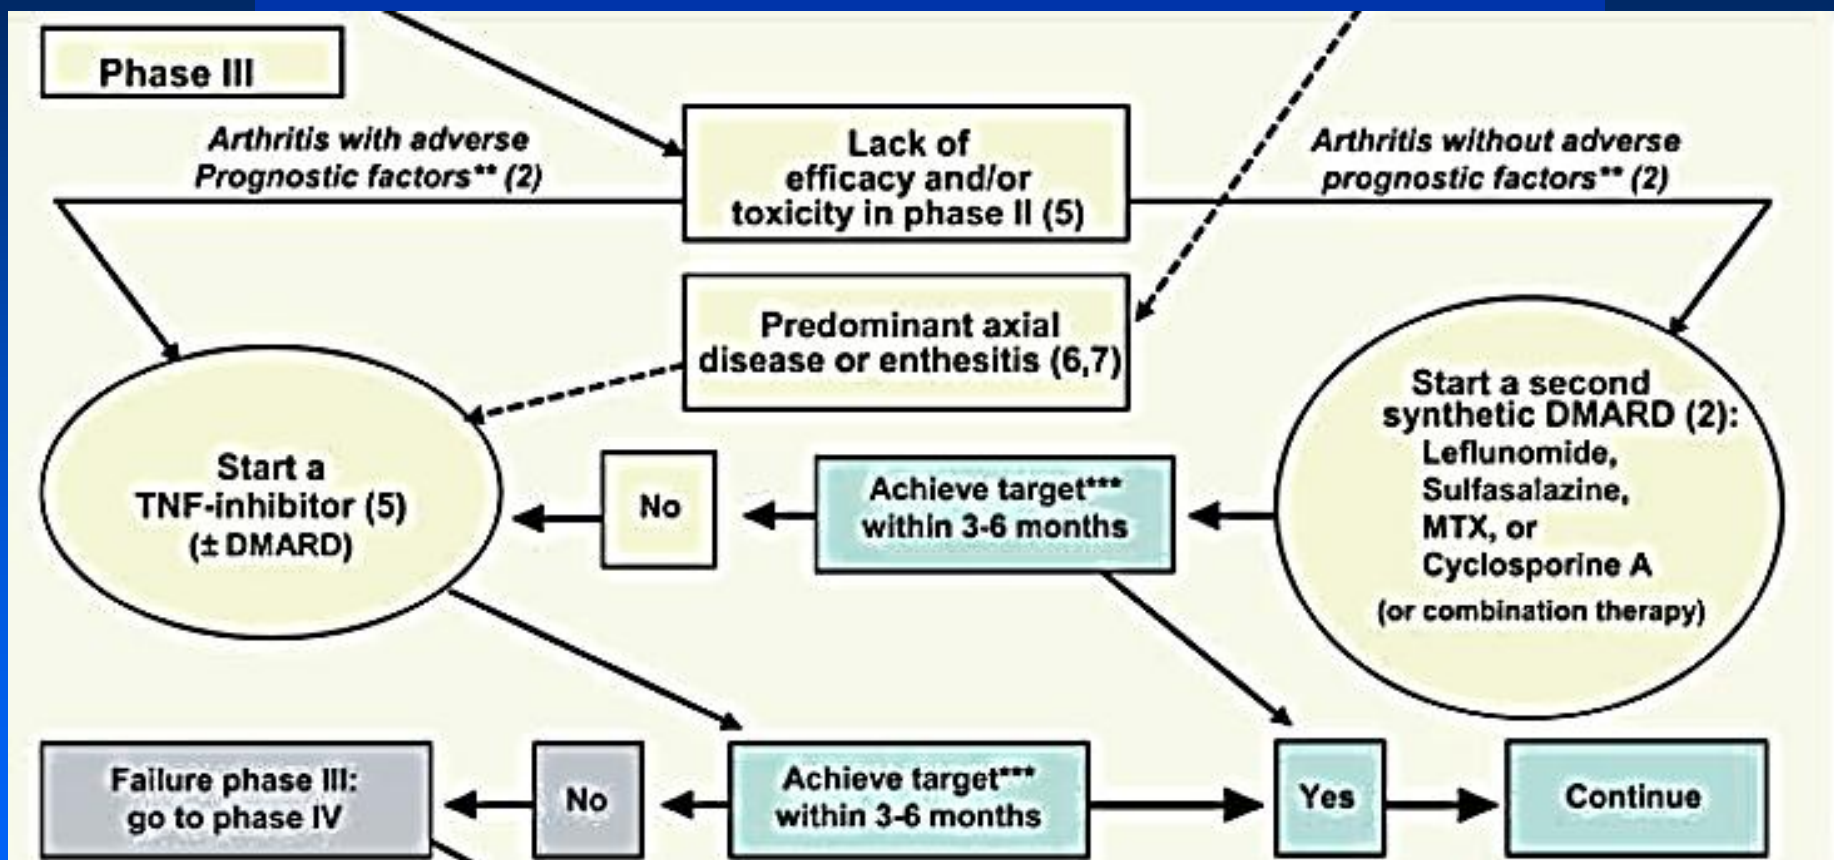 Phase III
Arthritis with adverse
Prognostic factors** (2)
Lack of
efficacy and/or
toxicity in phase II (5)
Arthritis without adverse
prognostic factors** (2)
Predominant axial
disease or enthesitis (6,7)
Start a
TNF-inhibitor (5)
(± DMARD)
No
Achieve target***
within 3-6 months
Start a second
synthetic DMARD (2):
Leflunomide,
Sulfasalazine,
MTX, or
Cyclosporine A
(or combination therapy)
Failure phase III:
go to phase IV
No
Achieve target***
within 3-6 months
Yes
Continue